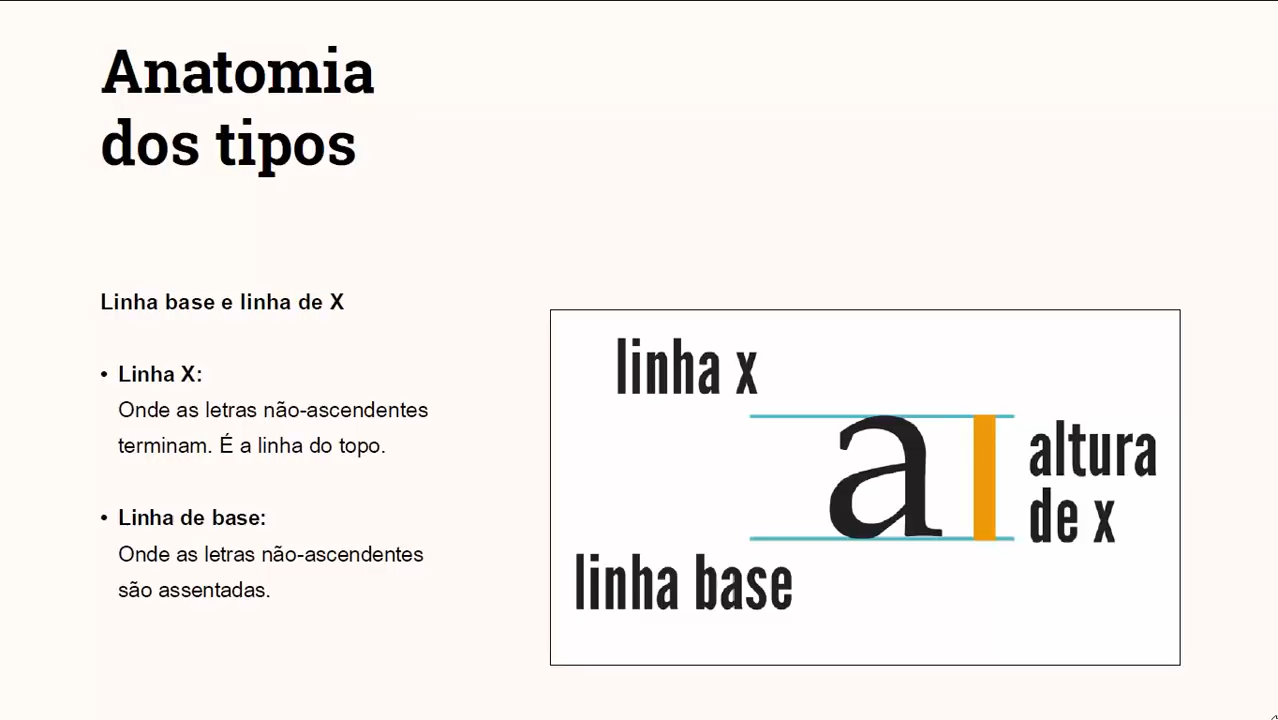 Anatomia
dos tipos
Linha base e linha de X
• Linha X:
Onde as letras não-ascendentes
terminam. É a linha do topo.
• Linha de base:
Onde as letras não-ascendentes
são assentadas.
linha x
a
altura
de x
linha base